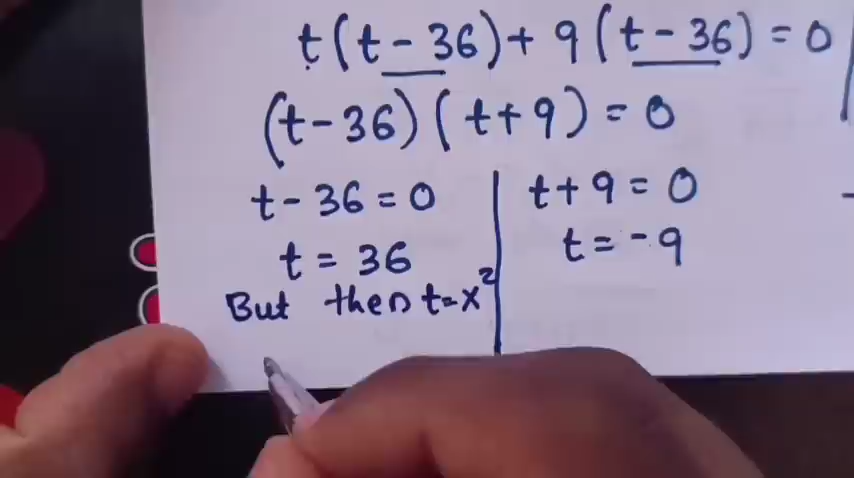 t(t-36)+ 9(t-36) = 0
(t-36)(t+9) = 0
t-36=0
t = 36
But then t=x²
t+9=0
t=-9